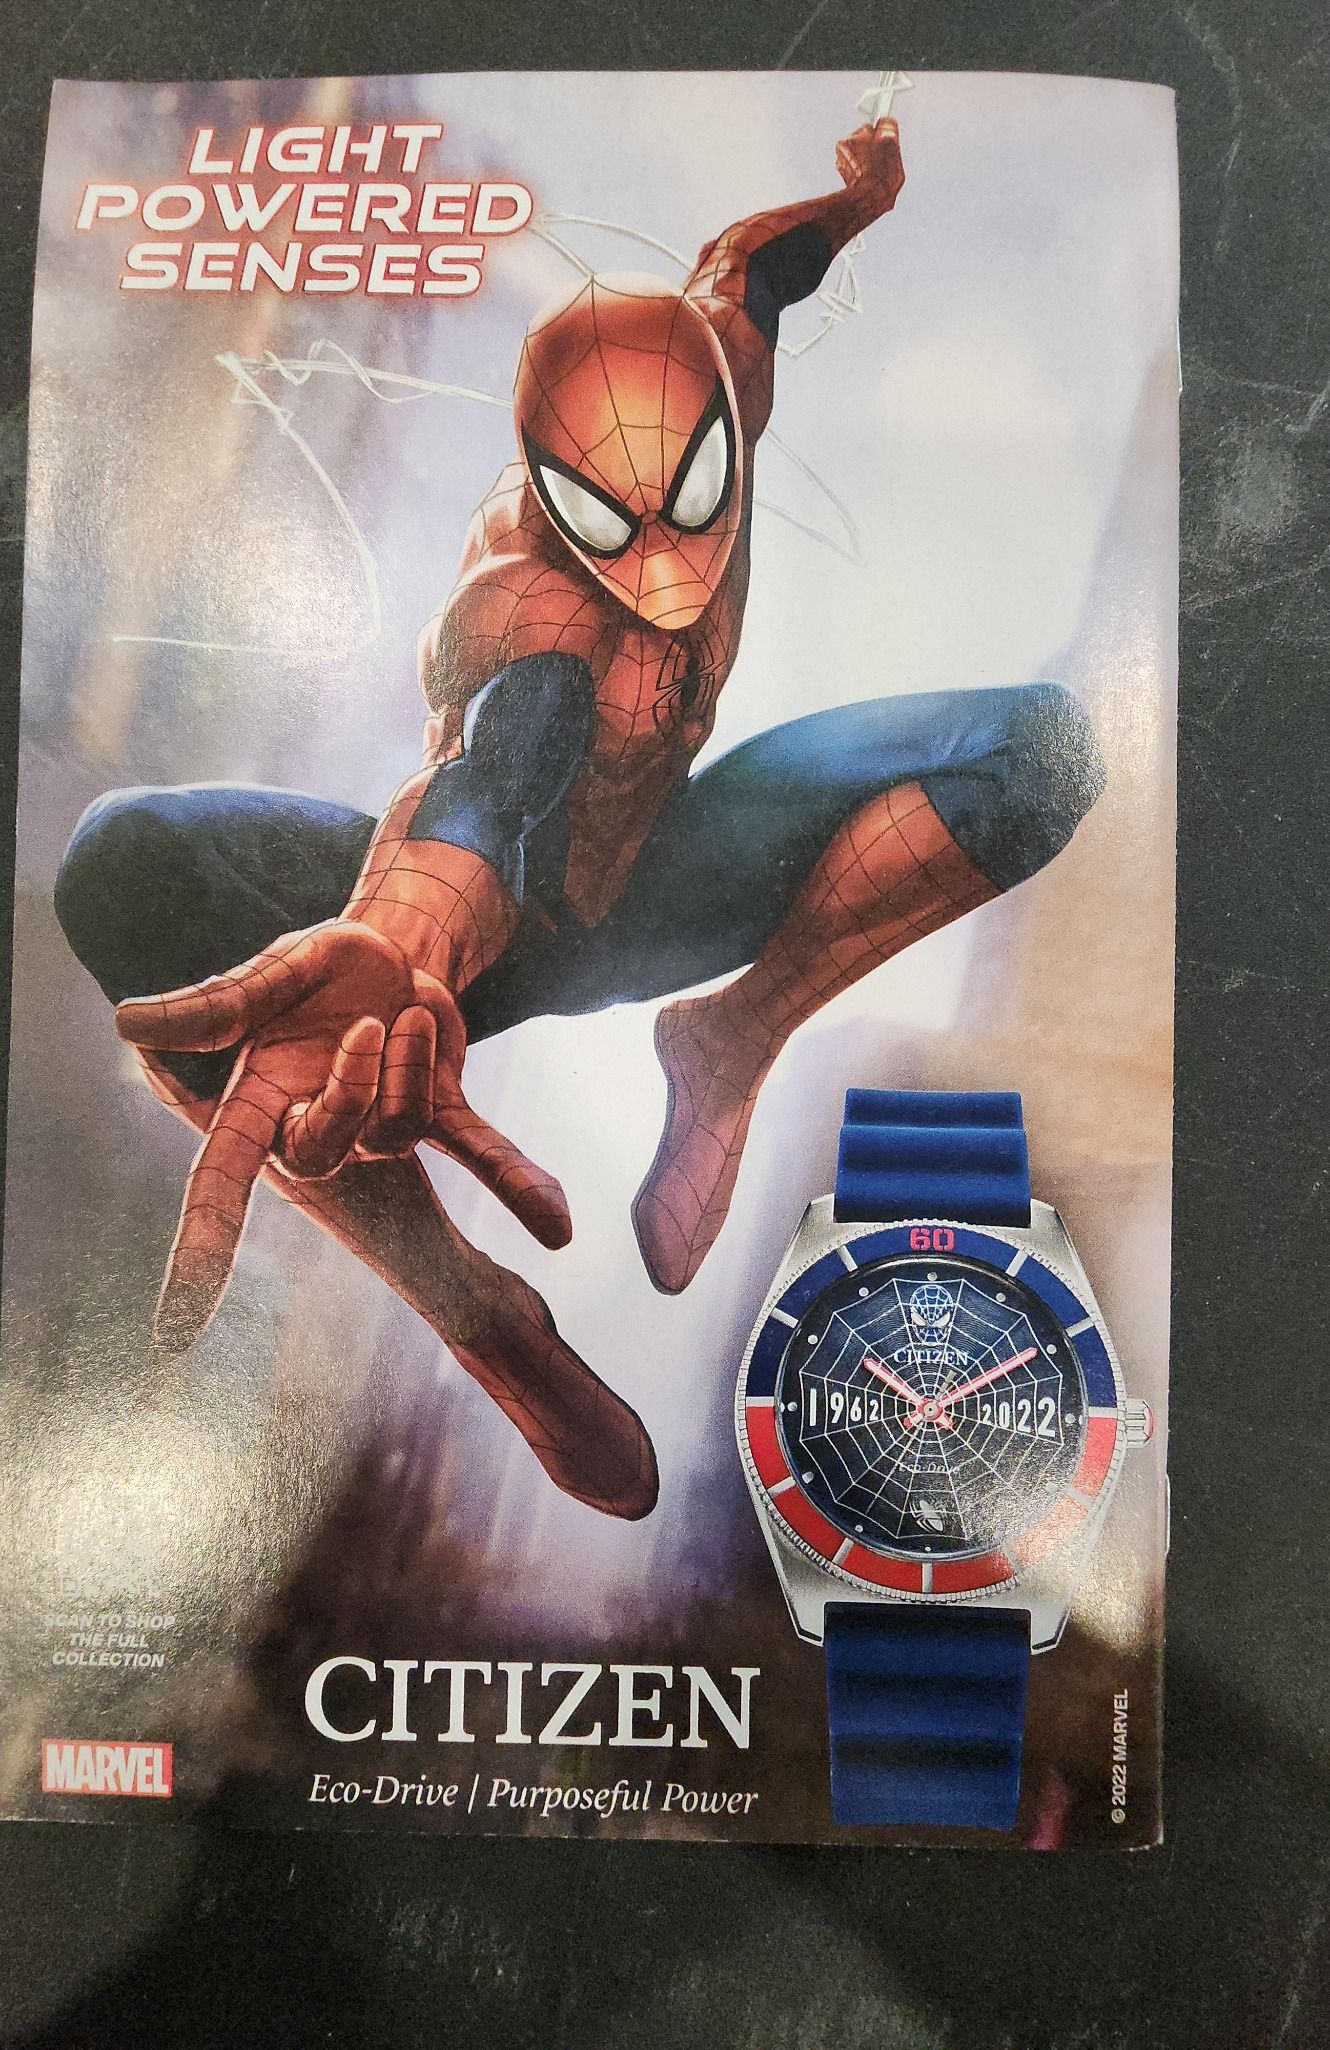 LIGHT
POWERED
SENSES
60
CITIZEN
1962 2022
Eco-Drive
SCAN TO SHOP
THE FULL
COLLECTION
CITIZEN
MARVEL
Eco-Drive | Purposeful Power
© 2022 MARVEL